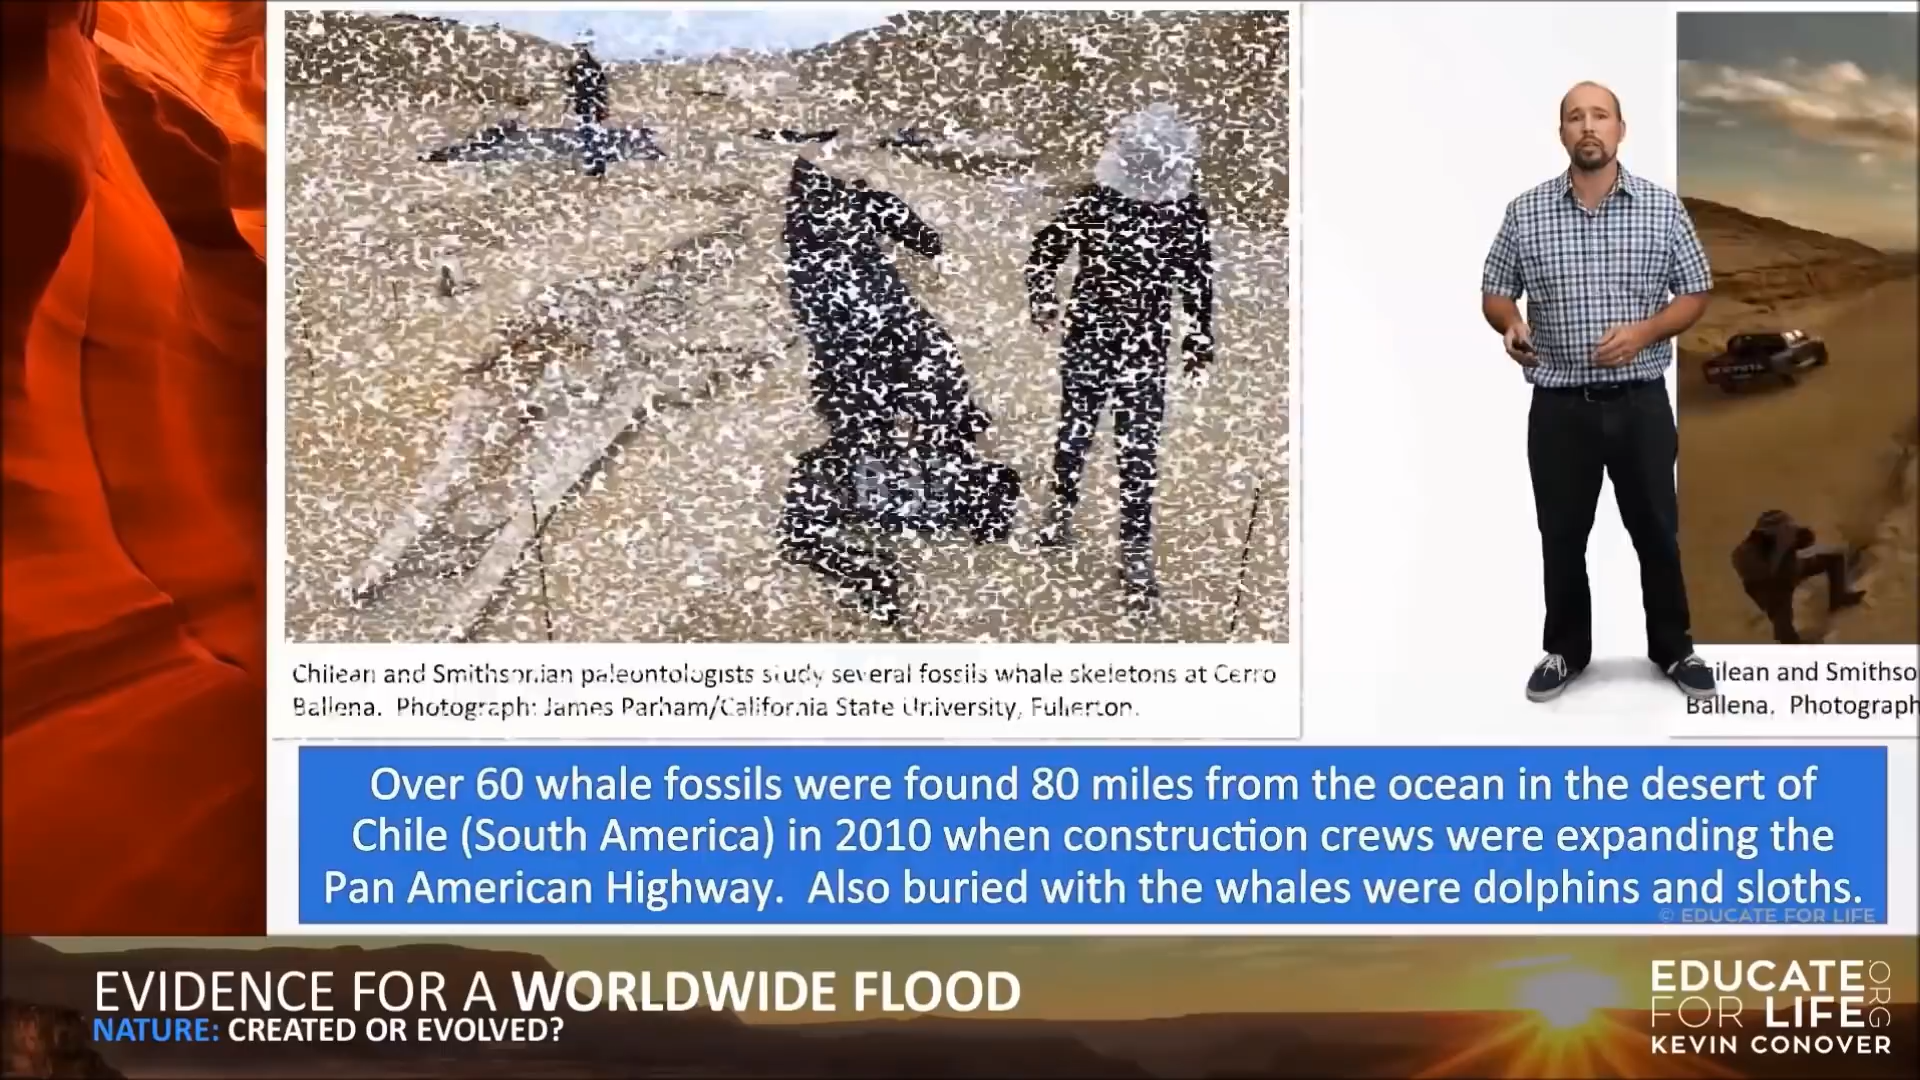 Chilean and Smithsonian paleontologists study several fossils whale skeletons at Cerro
Ballena.  Photograph: James Parham/California State University, Fullerton.
ilean and Smithso
Ballena.  Photograph
Over 60 whale fossils were found 80 miles from the ocean in the desert of
Chile (South America) in 2010 when construction crews were expanding the
Pan American Highway.  Also buried with the whales were dolphins and sloths.
© EDUCATE FOR LIFE
EVIDENCE FOR A WORLDWIDE FLOOD
NATURE: CREATED OR EVOLVED?
EDUCATE
FOR LIFE
.ORG
KEVIN CONOVER